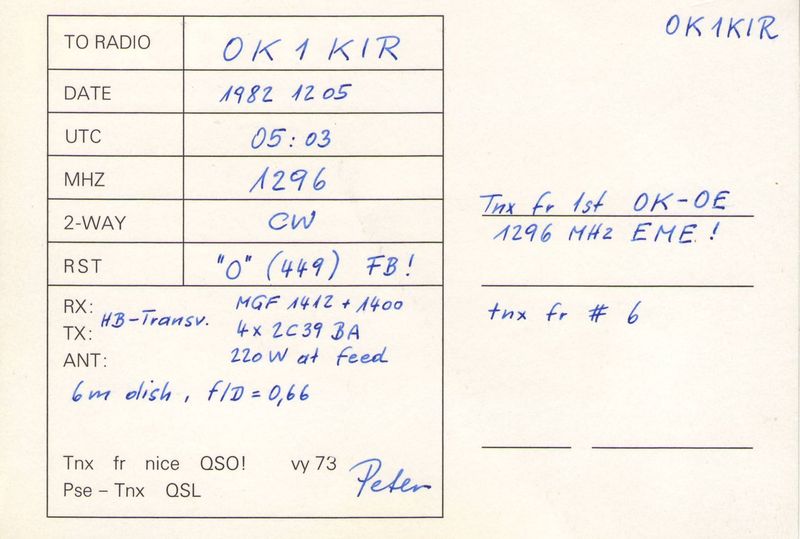 OK1KIR
TO RADIO OK1KIR
DATE 1982 12 05
UTC 05:03
MHZ 1296
2-WAY CW
RST "O" (449) FB!
RX: MGF 1412 + 1400
HB-Transv.
TX: 4x 2C39 BA
ANT: 220W at feed
6m dish, f/D = 0,66
Tnx fr nice QSO! vy 73
Pse – Tnx QSL Peter
Tnx fr 1st OK-OE
1296 MHz EME!
tnx fr # 6